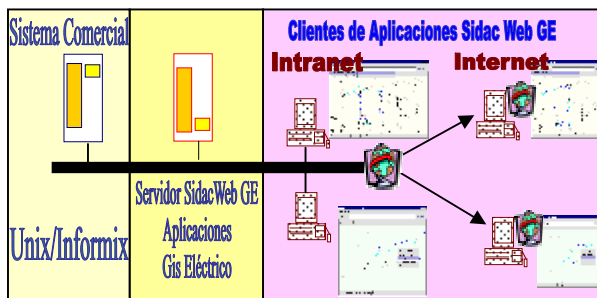 Sistema Comercial
Clientes de Aplicaciones Sidac Web GE
Intranet
Internet
Servidor SidacWeb GE
Aplicaciones
Gis Eléctrico
Unix/Informix